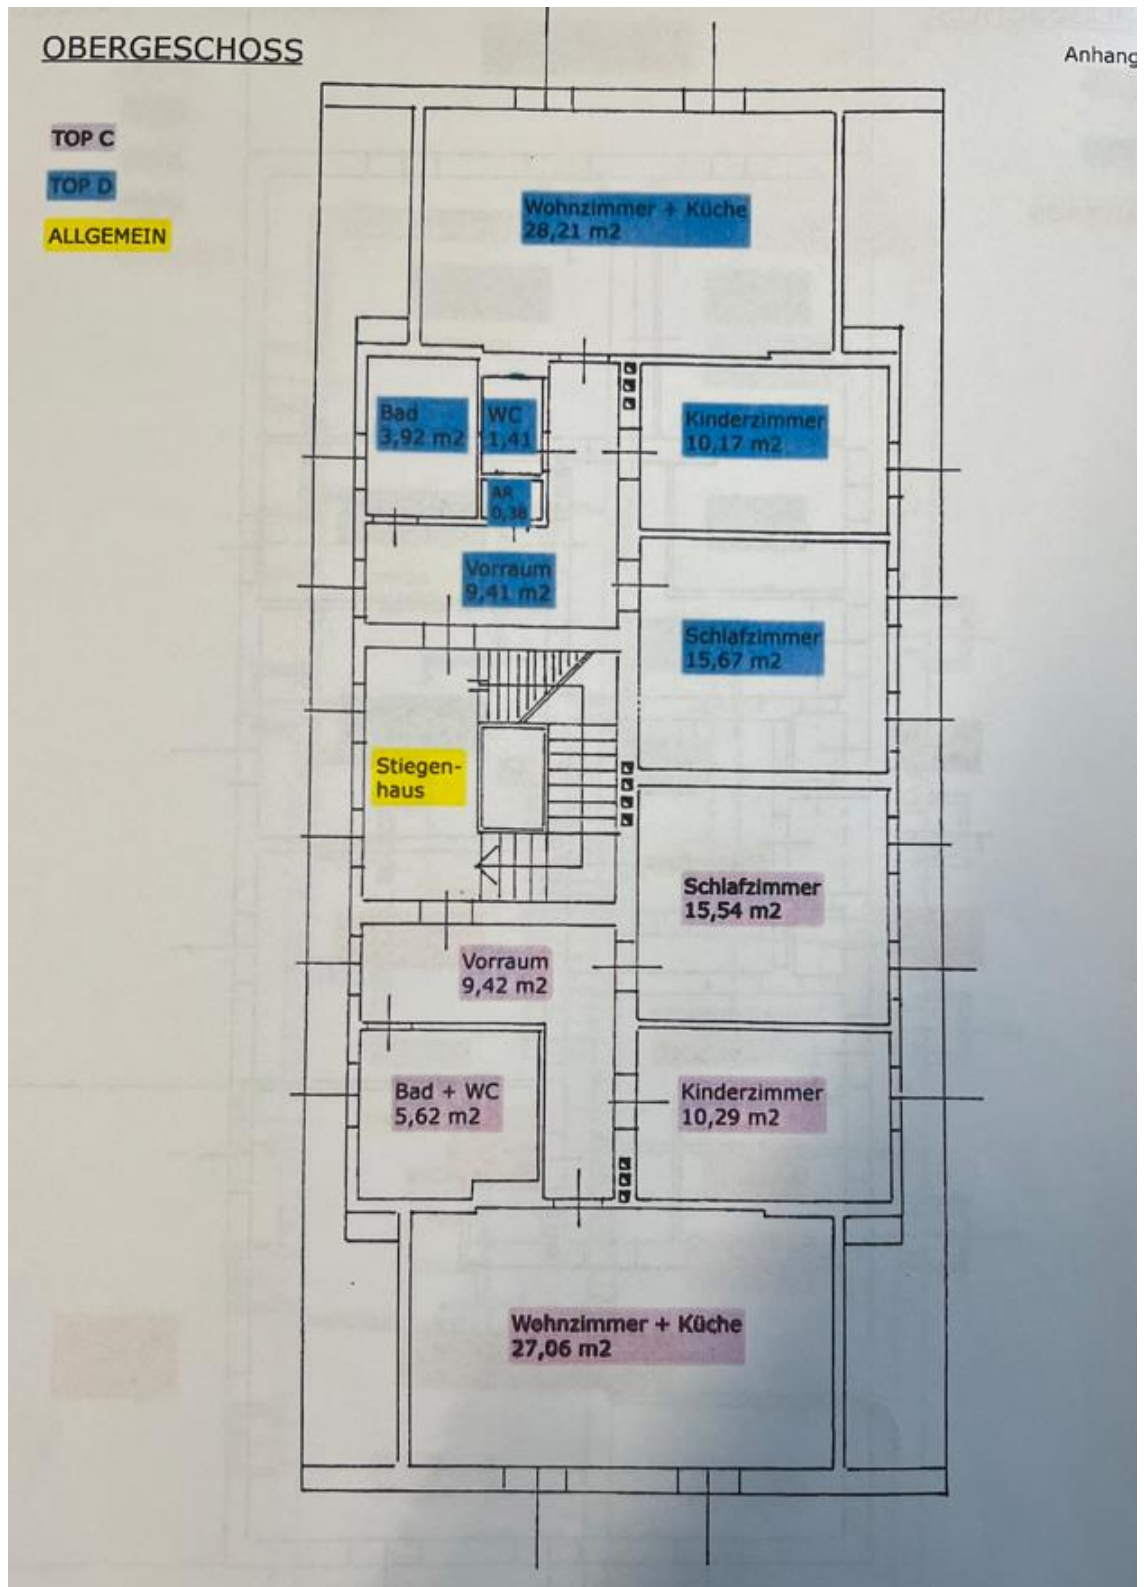 OBERGESCHOSS
Anhang
TOP C
TOP D
ALLGEMEIN
Wohnzimmer + Küche
28,21 m2
Bad
3,92 m2
WC
1,41
Kinderzimmer
10,17 m2
AR
0,38
Vorraum
9,41 m2
Schlafzimmer
15,67 m2
Stiegen-
haus
Schlafzimmer
15,54 m2
Vorraum
9,42 m2
Bad + WC
5,62 m2
Kinderzimmer
10,29 m2
Wohnzimmer + Küche
27,06 m2